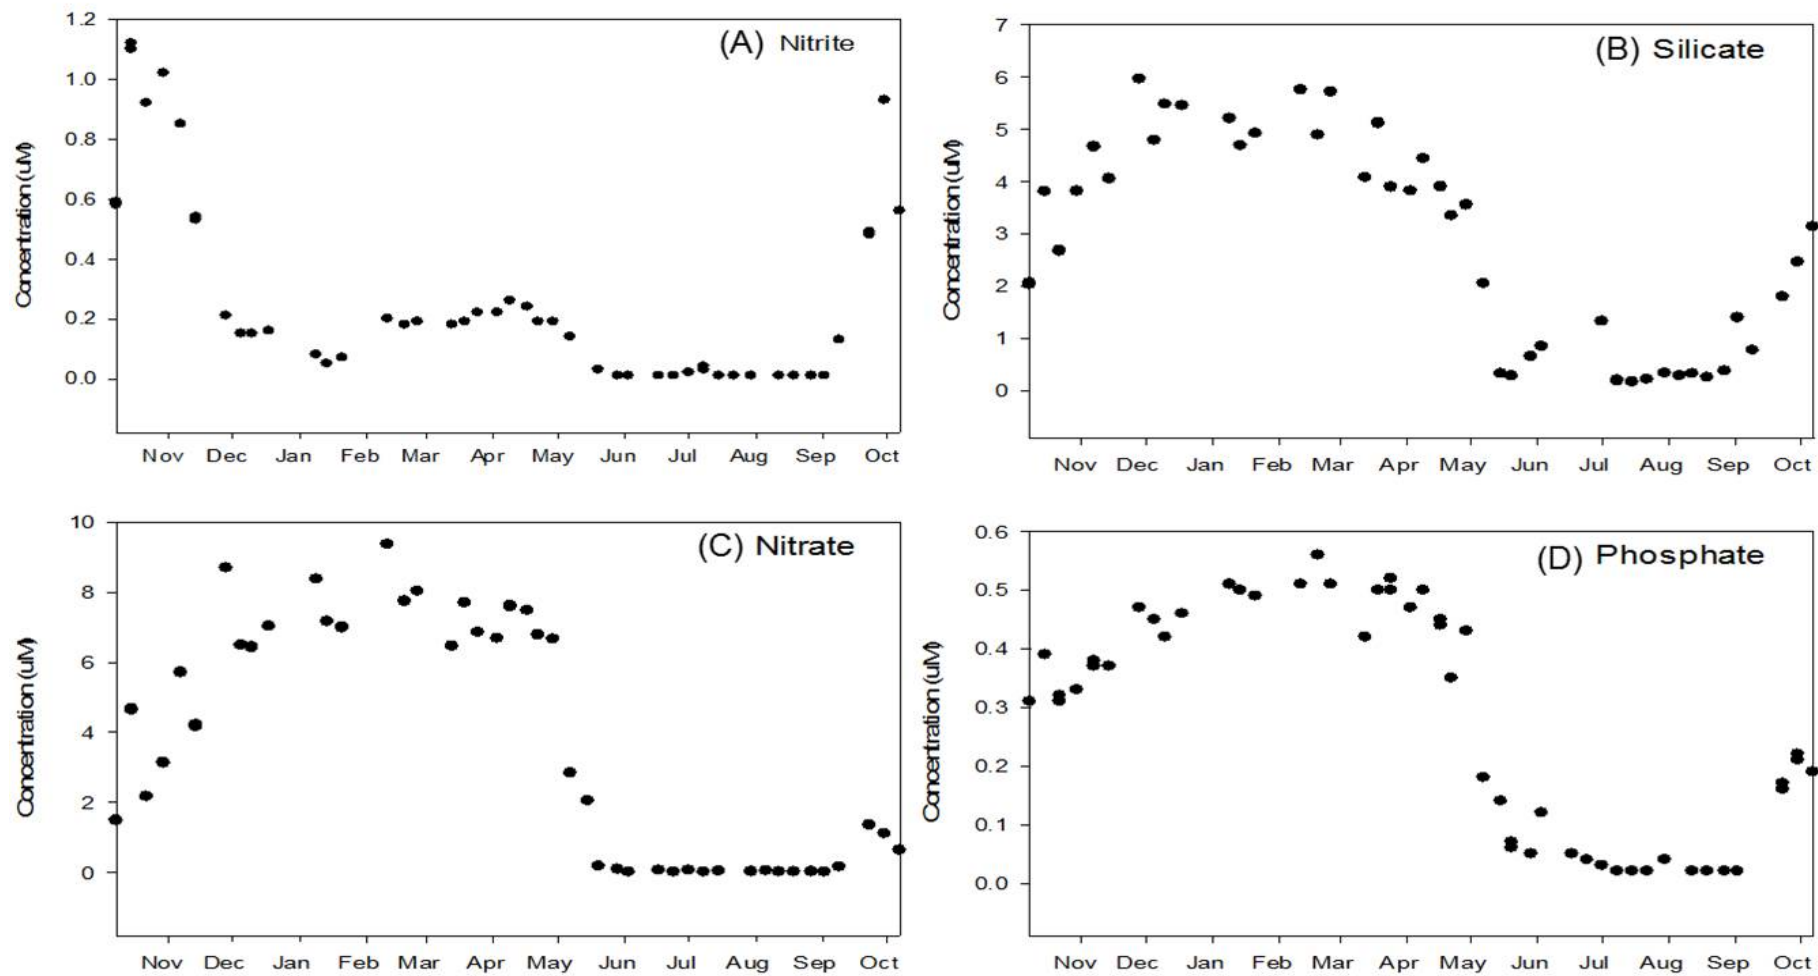 (A) Nitrite
Concentration (uM)
1.2
1.0
0.8
0.6
0.4
0.2
0.0
Nov Dec Jan Feb Mar Apr May Jun Jul Aug Sep Oct
(B) Silicate
Concentration (uM)
7
6
5
4
3
2
1
0
Nov Dec Jan Feb Mar Apr May Jun Jul Aug Sep Oct
(C) Nitrate
Concentration (uM)
10
8
6
4
2
0
Nov Dec Jan Feb Mar Apr May Jun Jul Aug Sep Oct
(D) Phosphate
Concentration (uM)
0.6
0.5
0.4
0.3
0.2
0.1
0.0
Nov Dec Jan Feb Mar Apr May Jun Jul Aug Sep Oct